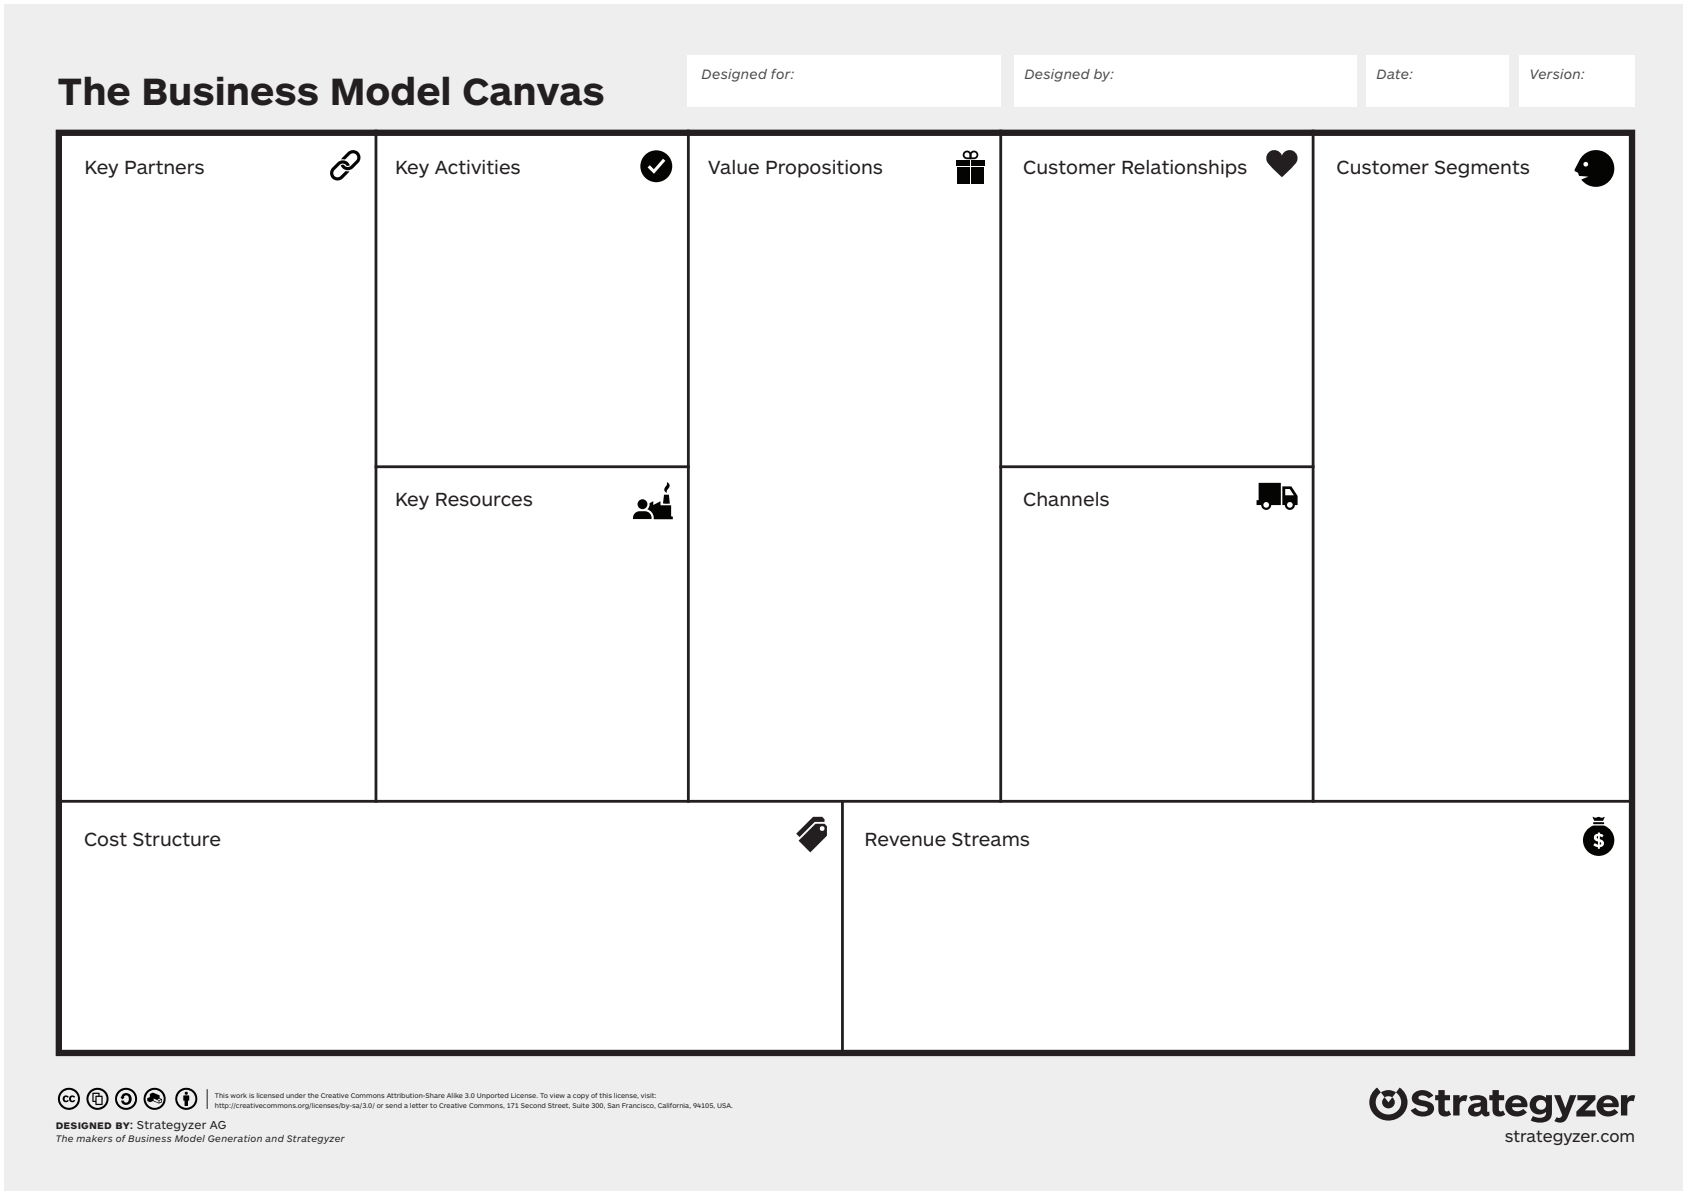 The Business Model Canvas
Designed for:
Designed by:
Date:
Version:
Key Partners
Key Activities
Value Propositions
Customer Relationships
Customer Segments
Key Resources
Channels
Cost Structure
Revenue Streams
$
cc
This work is licensed under the Creative Commons Attribution-Share Alike 3.0 Unported License. To view a copy of this license, visit:
http://creativecommons.org/licenses/by-sa/3.0/ or send a letter to Creative Commons, 171 Second Street, Suite 300, San Francisco, California, 94105, USA.
DESIGNED BY: Strategyzer AG
The makers of Business Model Generation and Strategyzer
Strategyzer
strategyzer.com